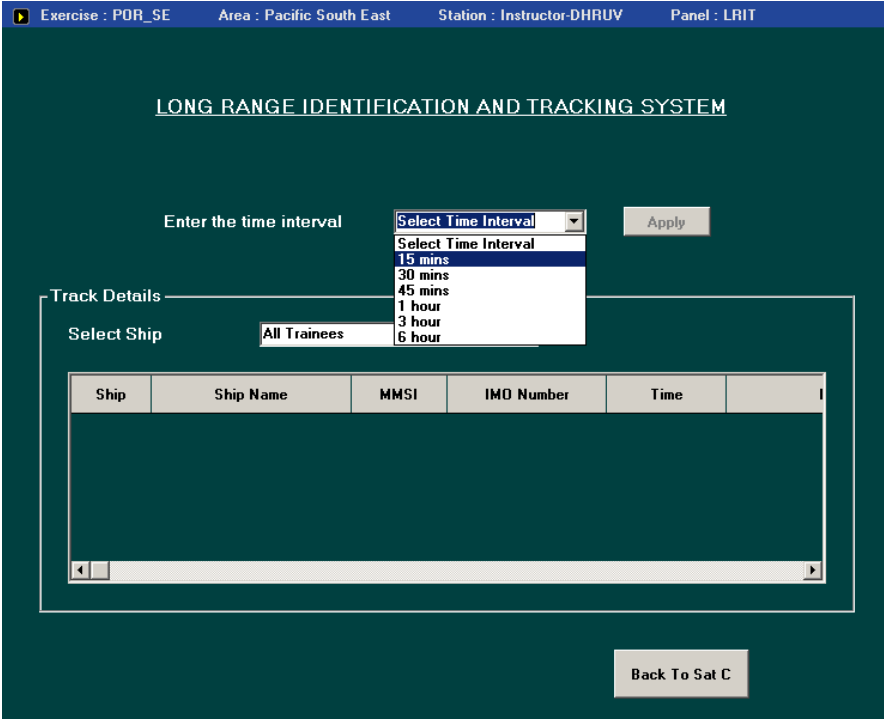 Exercise : POR_SE Area : Pacific South East Station : Instructor-DHRUV Panel : LRIT
LONG RANGE IDENTIFICATION AND TRACKING SYSTEM
Enter the time interval Select Time Interval Apply
Select Time Interval
15 mins
30 mins
45 mins
1 hour
3 hour
6 hour
Track Details
Select Ship All Trainees
Ship Ship Name MMSI IMO Number Time
Back To Sat C